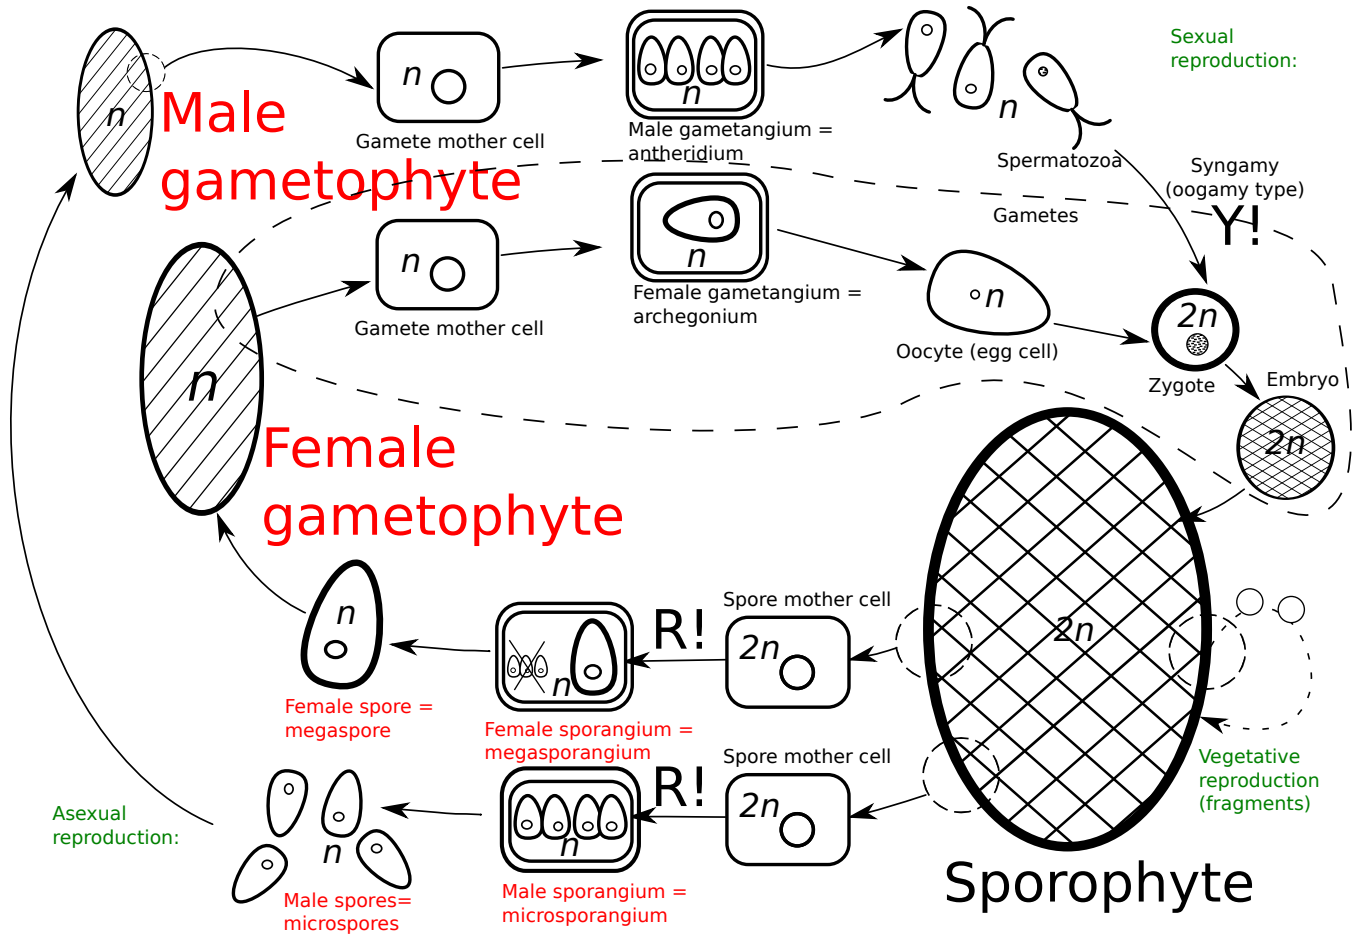 Sexual
reproduction:
n
Male
gametophyte
n
Gamete mother cell
n
Male gametangium =
antheridium
n
Spermatozoa
Gametes
Syngamy
(oogamy type)
Y!
n
Female
gametophyte
n
Gamete mother cell
n
Female gametangium =
archegonium
n
Oocyte (egg cell)
2n
Zygote
Embryo
2n
n
Female spore =
megaspore
n
Female sporangium =
megasporangium
R!
Spore mother cell
2n
2n
Sporophyte
Vegetative
reproduction
(fragments)
Asexual
reproduction:
n
Male spores=
microspores
n
Male sporangium =
microsporangium
R!
Spore mother cell
2n